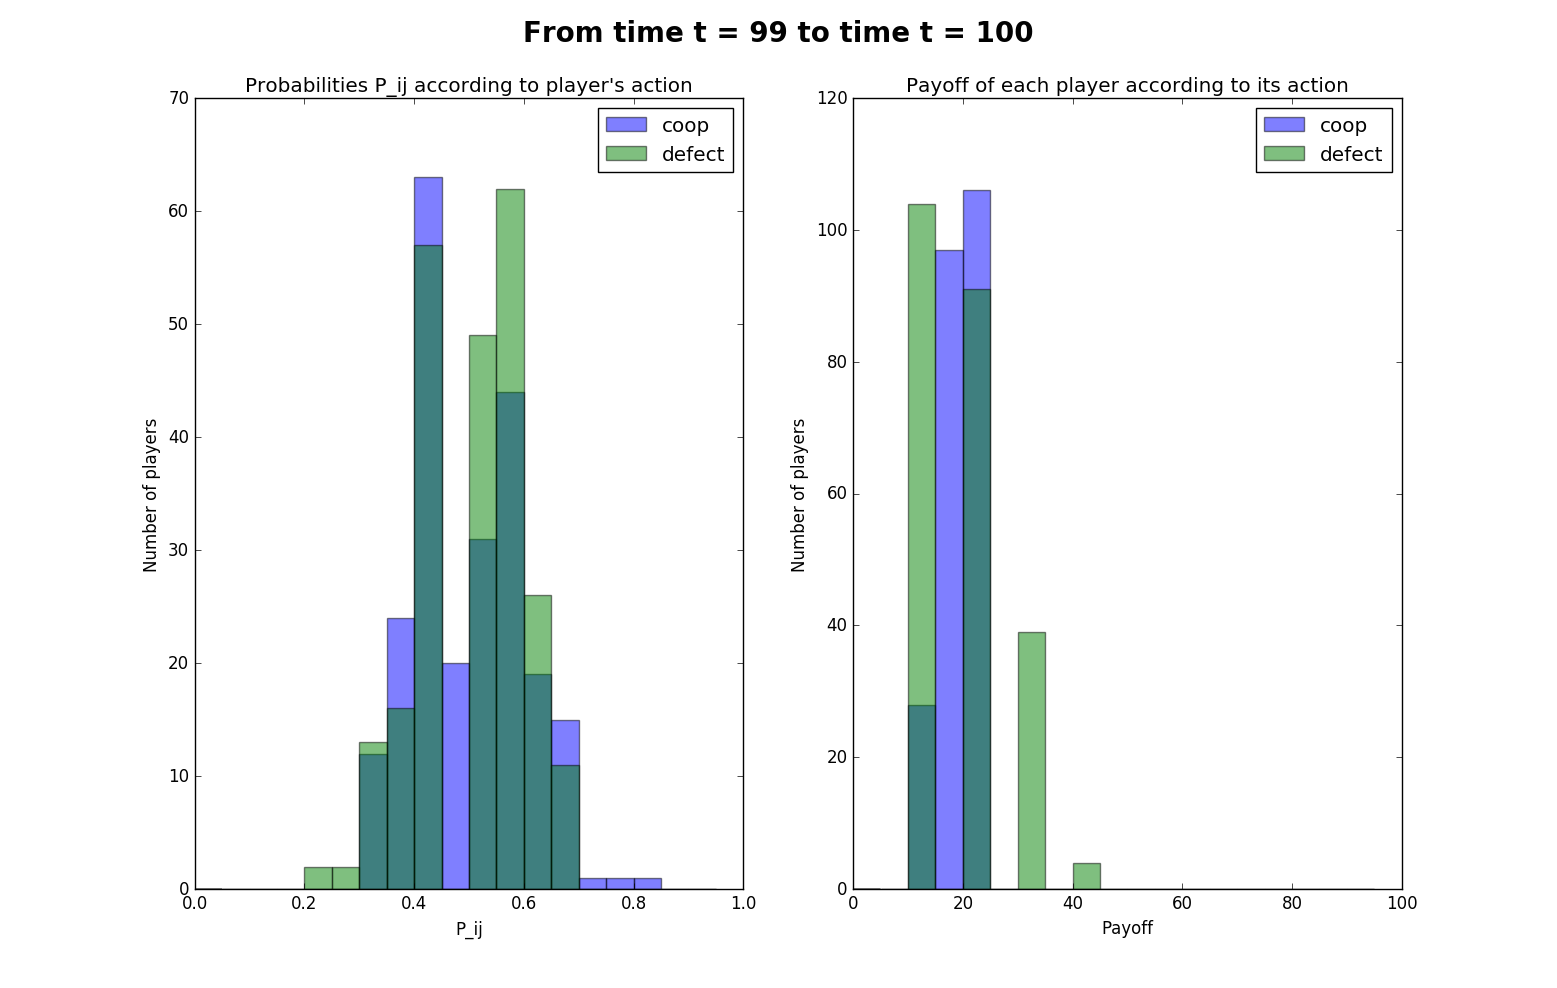 From time t = 99 to time t = 100
Probabilities P_ij according to player's action
70
60
50
40
30
20
10
0
0.0 0.2 0.4 0.6 0.8 1.0
P_ij
Number of players
coop
defect
Payoff of each player according to its action
120
100
80
60
40
20
0
0 20 40 60 80 100
Payoff
Number of players
coop
defect